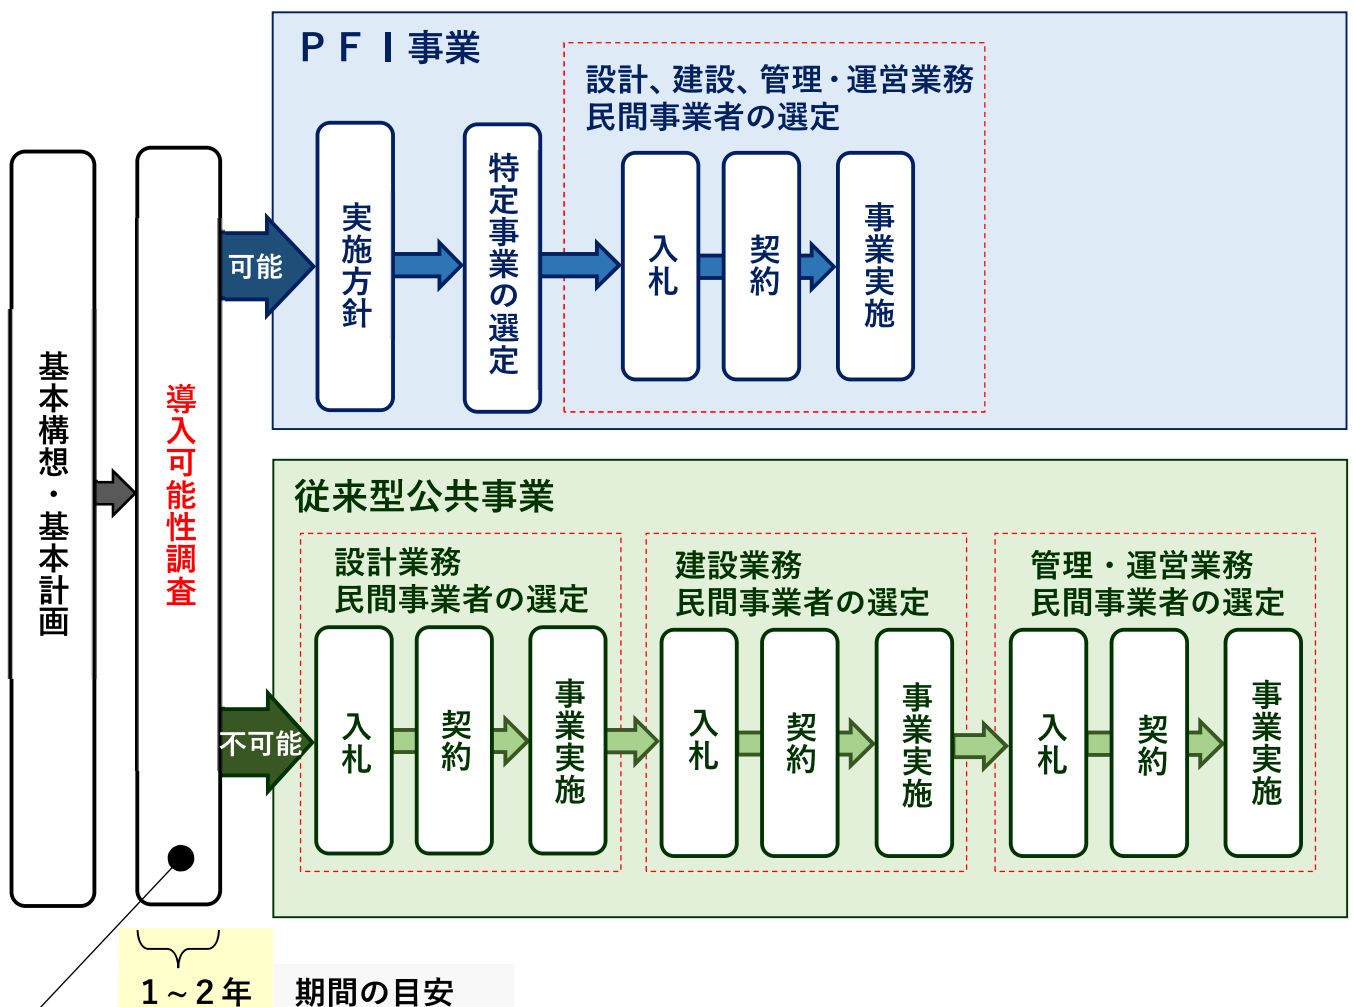 基本構想・基本計画
導入可能性調査
可能
ＰＦＩ事業
実施方針
特定事業の選定
設計、建設、管理・運営業務
民間事業者の選定
入札
契約
事業実施
不可能
従来型公共事業
設計業務
民間事業者の選定
入札
契約
事業実施
建設業務
民間事業者の選定
入札
契約
事業実施
管理・運営業務
民間事業者の選定
入札
契約
事業実施
１～２年
期間の目安